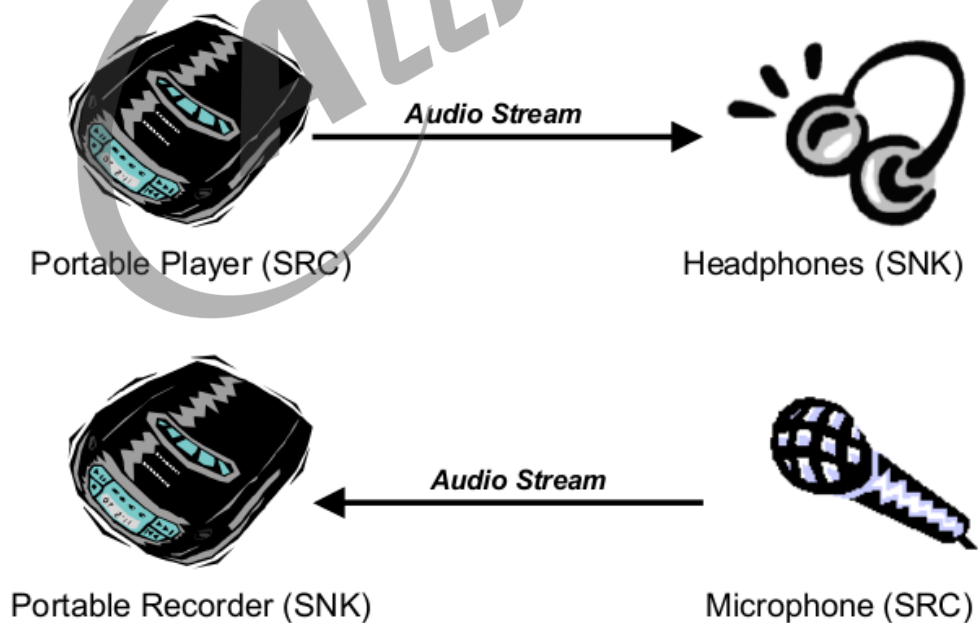 Audio Stream
Portable Player (SRC)
Headphones (SNK)
Audio Stream
Portable Recorder (SNK)
Microphone (SRC)